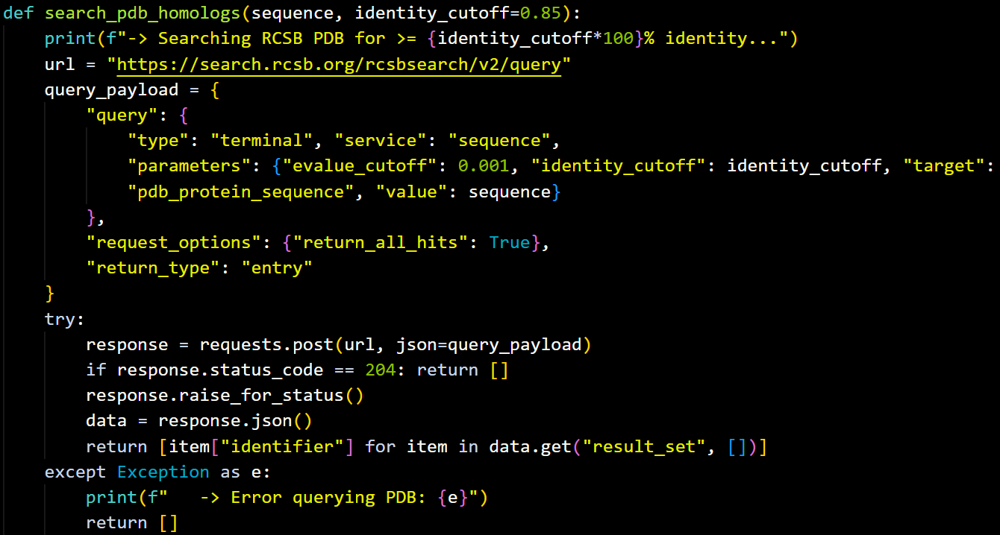 def search_pdb_homologs(sequence, identity_cutoff=0.85):
    print(f"-> Searching RCSB PDB for >= {identity_cutoff*100}% identity...")
    url = "https://search.rcsb.org/rcsbsearch/v2/query"
    query_payload = {
        "query": {
            "type": "terminal", "service": "sequence",
            "parameters": {"evalue_cutoff": 0.001, "identity_cutoff": identity_cutoff, "target":
            "pdb_protein_sequence", "value": sequence}
        },
        "request_options": {"return_all_hits": True},
        "return_type": "entry"
    }
    try:
        response = requests.post(url, json=query_payload)
        if response.status_code == 204: return []
        response.raise_for_status()
        data = response.json()
        return [item["identifier"] for item in data.get("result_set", [])]
    except Exception as e:
        print(f"   -> Error querying PDB: {e}")
        return []